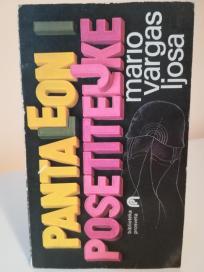 PANTALEON I
POSETITELJKE
mario
vargas
ljosa
biblioteka
prosveta